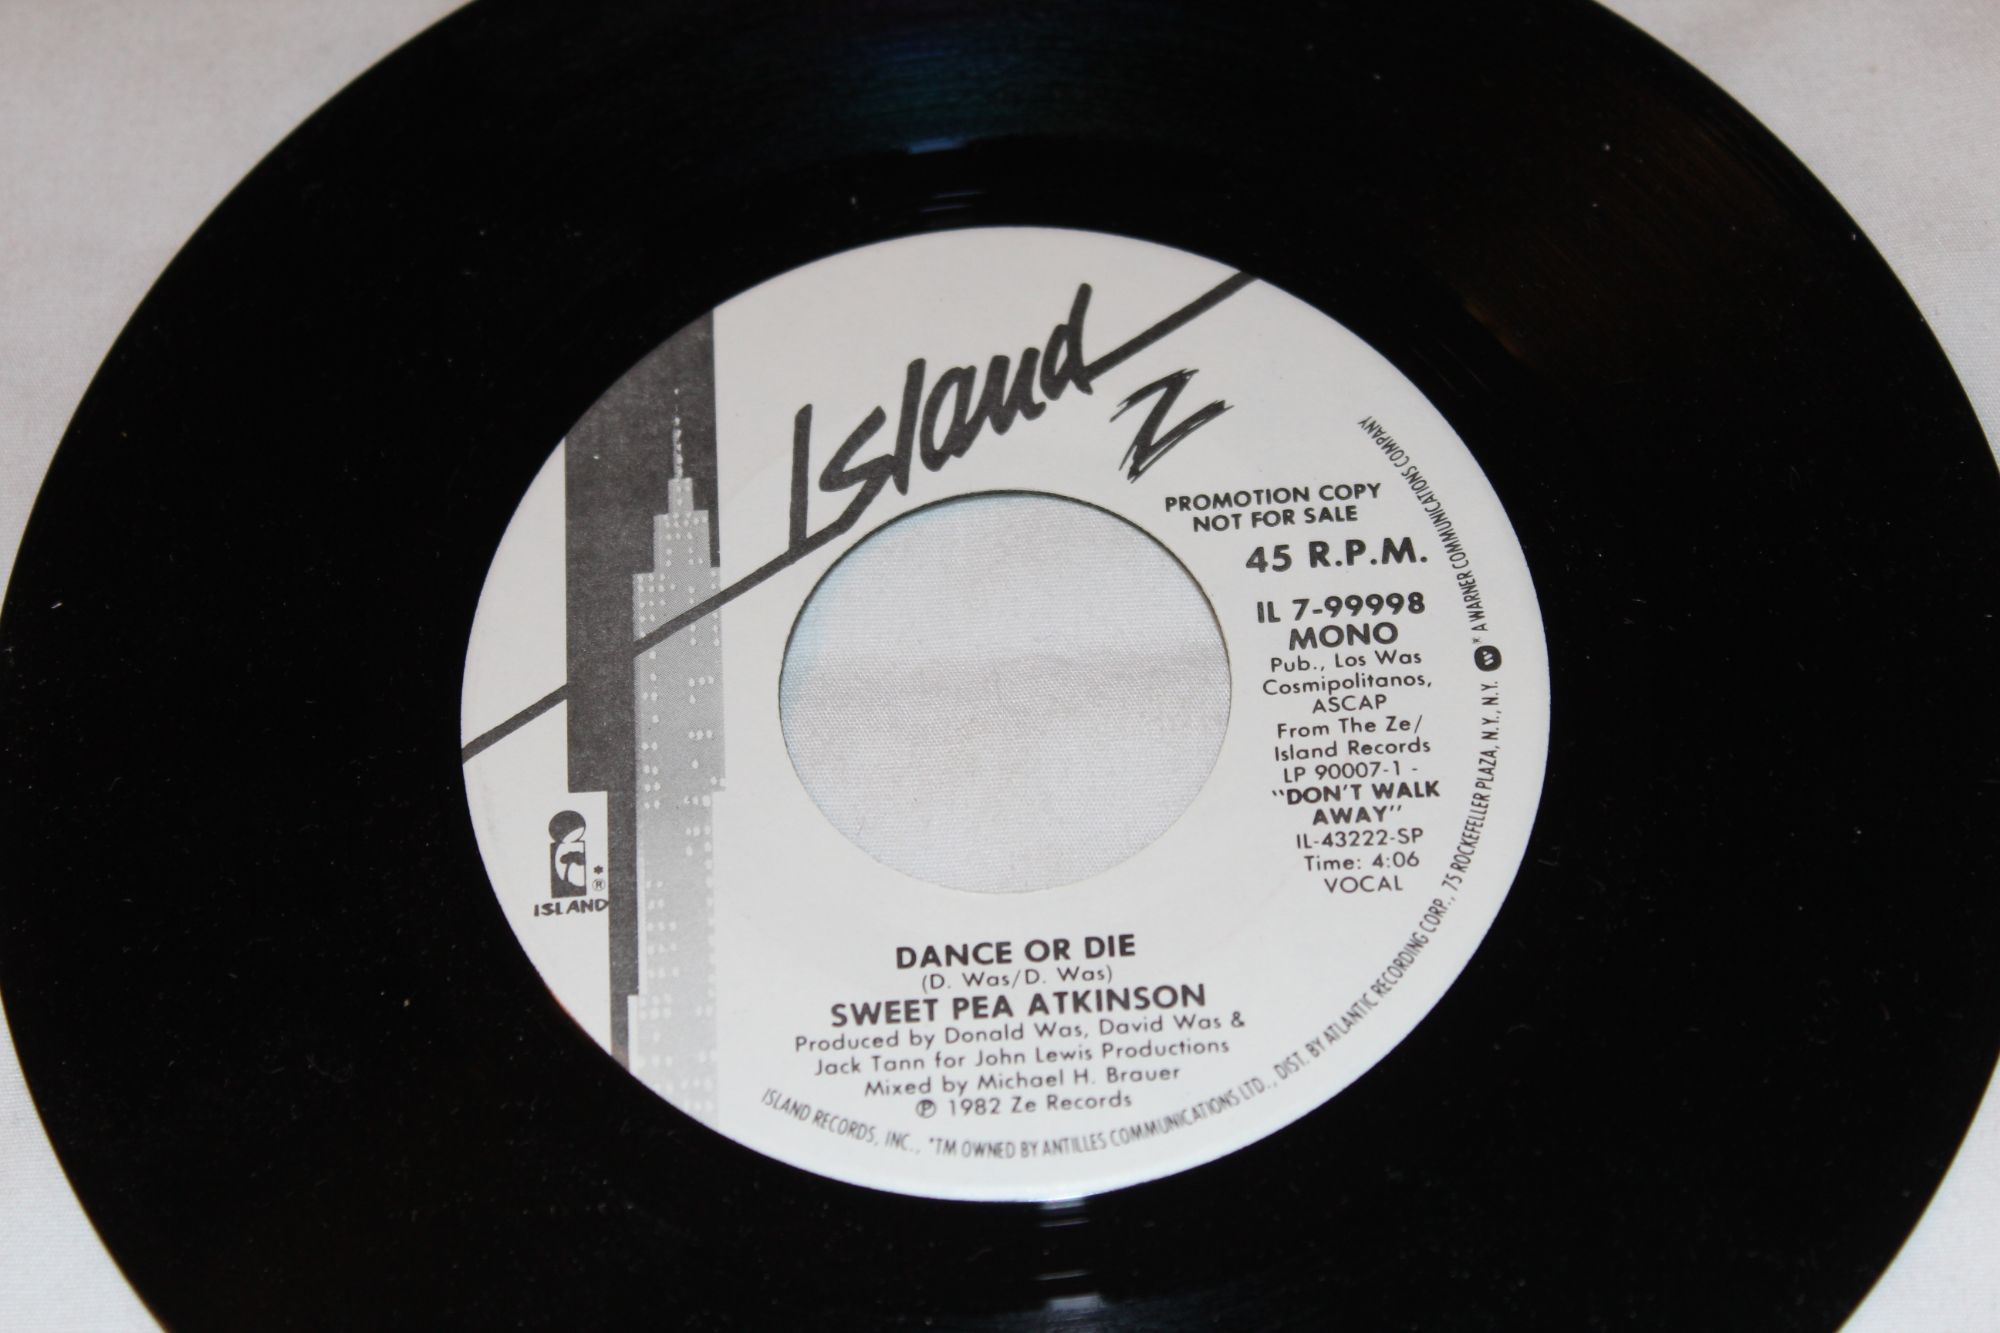 Island
Z
PROMOTION COPY
NOT FOR SALE
45 R.P.M.
IL 7-99998
MONO
Pub., Los Was
Cosmipolitanos,
ASCAP
From The Ze/
Island Records
LP 90007-1 -
"DON'T WALK
AWAY"
IL-43222-SP
Time: 4:06
VOCAL
*
®
ISLAND
DANCE OR DIE
(D. Was/D. Was)
SWEET PEA ATKINSON
Produced by Donald Was, David Was &
Jack Tann for John Lewis Productions
Mixed by Michael H. Brauer
℗ 1982 Ze Records
ISLAND RECORDS, INC., *TM OWNED BY ANTILLES COMMUNICATIONS LTD., DIST. BY ATLANTIC RECORDING CORP., 75 ROCKEFELLER PLAZA, N.Y., N.Y. ® A WARNER COMMUNICATIONS COMPANY